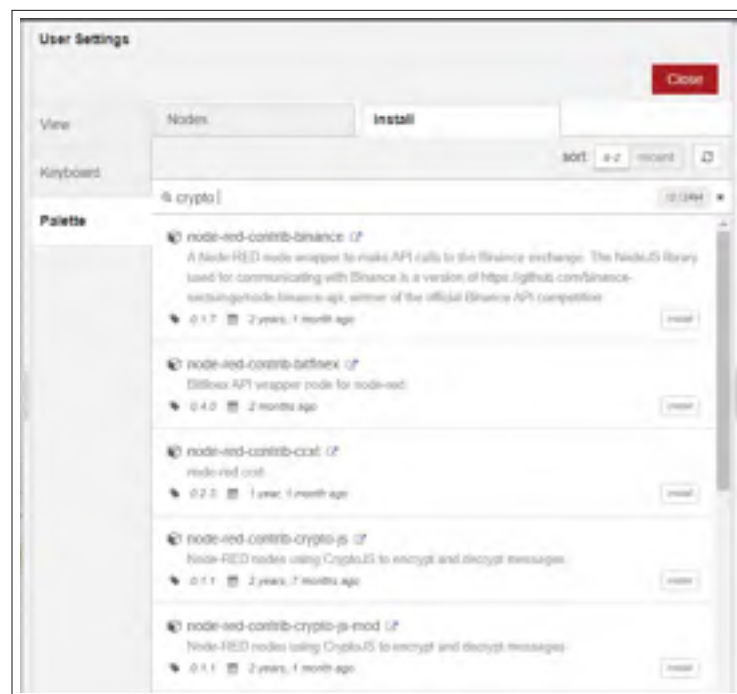 User Settings
Close
View
Nodes
Install
sort: a-z recent
Keyboard
crypto
Palette
node-red-contrib-binance
A Node-RED node wrapper to make API calls to the Binance exchange. The NodeJS library
used for communicating with Binance is a version of https://github.com/binance-
exchange/node-binance-api, winner of the official Binance API competition
0.1.7 2 years, 1 month ago
install
node-red-contrib-bitfinex
Bitfinex API wrapper node for node-red.
0.4.0 2 months ago
install
node-red-contrib-ccxt
node-red ccxt
1 year, 1 month ago
install
node-red-contrib-crypto-js
Node-RED nodes using CryptoJS to encrypt and decrypt messages
0.1.1 2 years, 7 months ago
install
node-red-contrib-crypto-js-mod
Node-RED nodes using CryptoJS to encrypt and decrypt messages
0.1.1 2 years, 1 month ago
install